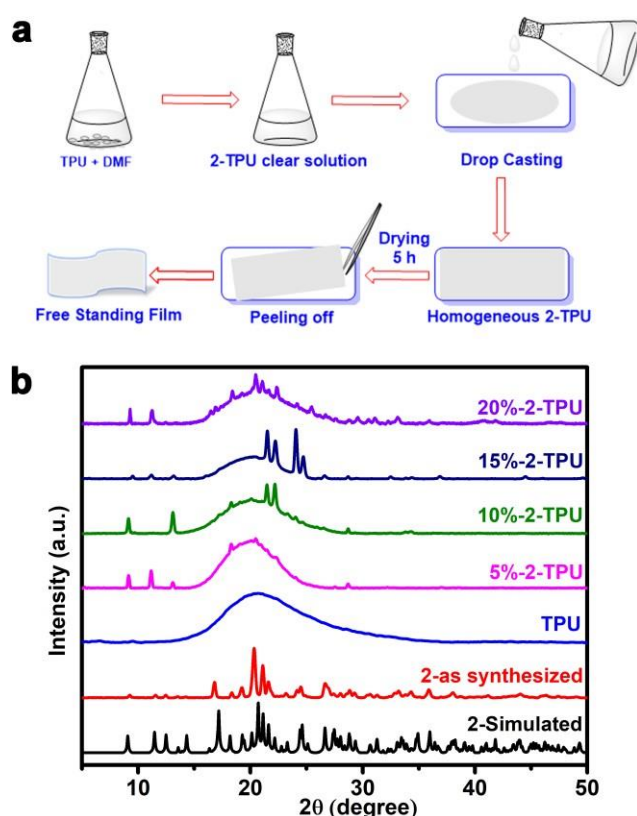 a
TPU + DMF
2-TPU clear solution
Drop Casting
Drying
5 h
Free Standing Film
Peeling off
Homogeneous 2-TPU
b
20%-2-TPU
15%-2-TPU
10%-2-TPU
5%-2-TPU
TPU
2-as synthesized
2-Simulated
Intensity (a.u.)
10 20 30 40 50
2θ (degree)